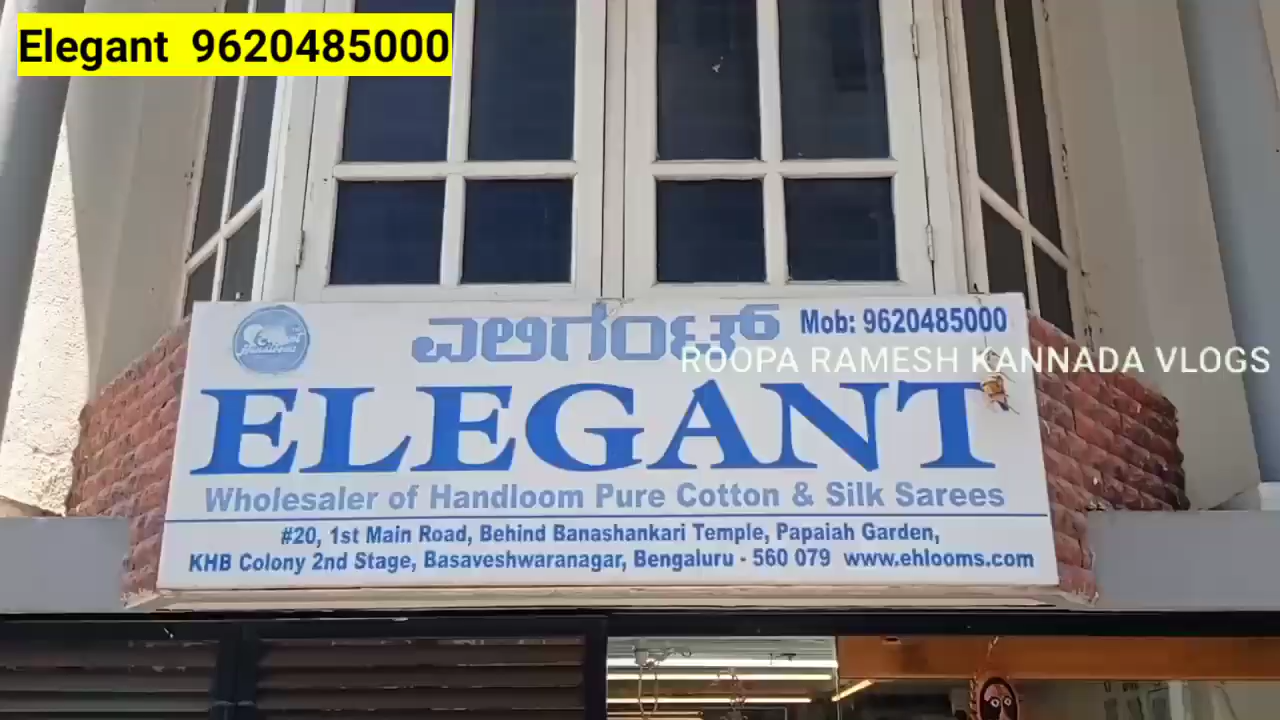 Elegant 9620485000
ಎಲಿಗೆಂಟ್ Mob: 9620485000
Handlooms
ROOPA RAMESH KANNADA VLOGS
ELEGANT
Wholesaler of Handloom Pure Cotton & Silk Sarees
#20, 1st Main Road, Behind Banashankari Temple, Papaiah Garden,
KHB Colony 2nd Stage, Basaveshwaranagar, Bengaluru - 560 079 www.ehlooms.com